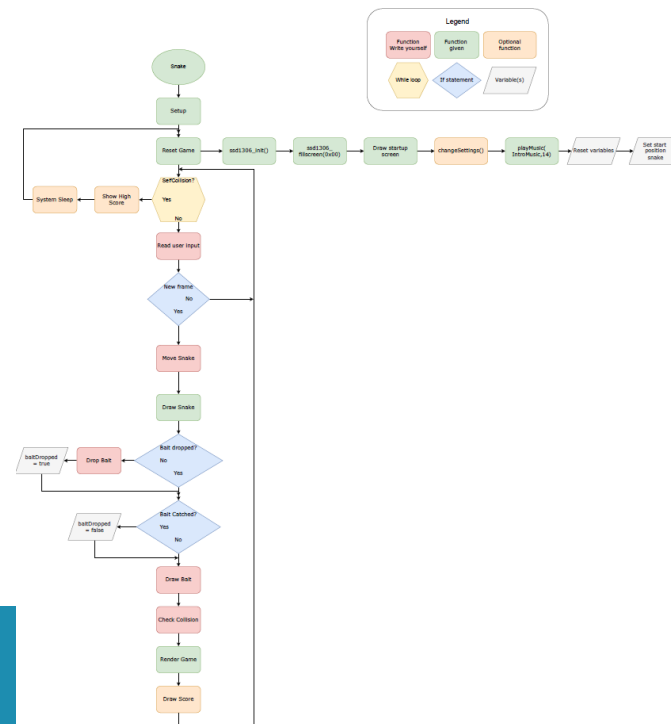 Legend
Function
Write yourself
Function
given
Optional
function
While loop
If statement
Variable(s)
Snake
Setup
Reset Game
ssd1306_init()
ssd1306_
fillscreen(0x00)
Draw startup
screen
changeSettings()
playMusic(
IntroMusic,14)
Reset variables
Set start
position
snake
SelfCollision?
Yes
No
Show High
Score
System Sleep
Read user input
New frame
No
Yes
Move Snake
Draw Snake
Bait dropped?
No
Yes
Drop Bait
baitDropped
= true
Bait Catched?
Yes
No
baitDropped
= false
Draw Bait
Check Collision
Render Game
Draw Score